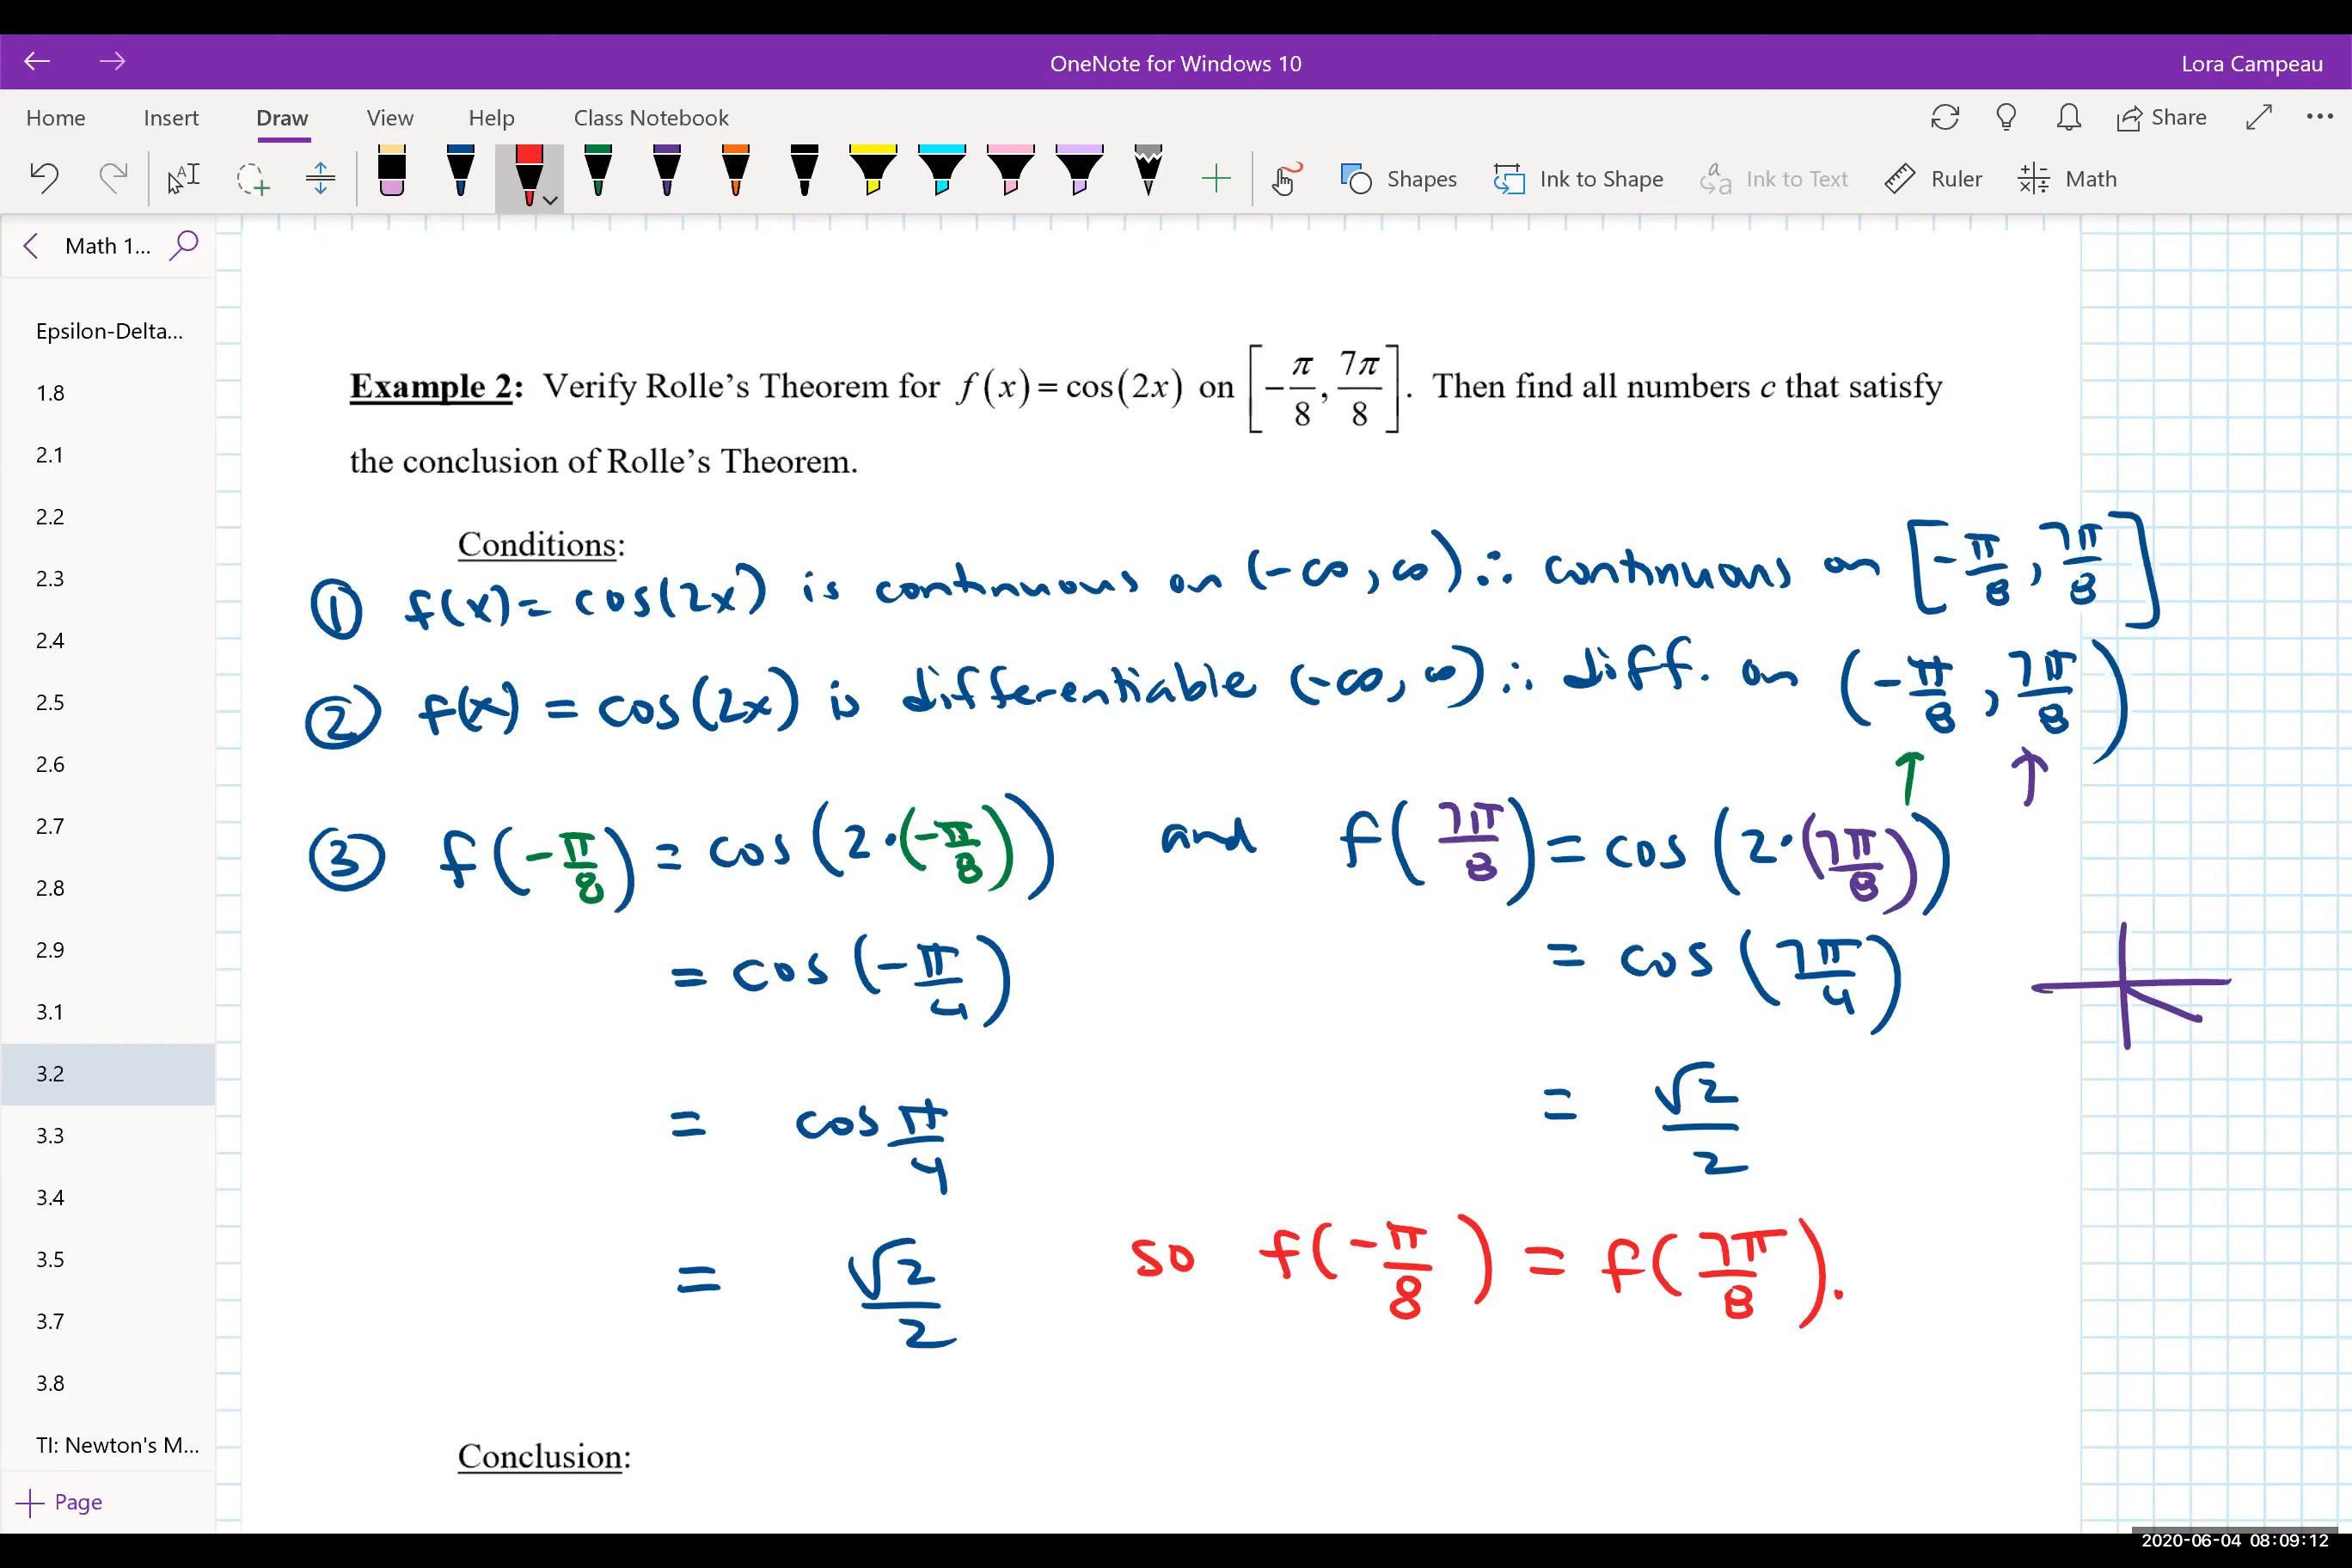 OneNote for Windows 10
Lora Campeau
Home Insert Draw View Help Class Notebook Share
Shapes Ink to Shape Ink to Text Ruler Math
Math 1...
Epsilon-Delta...
1.8
2.1
2.2
2.3
2.4
2.5
2.6
2.7
2.8
2.9
3.1
3.2
3.3
3.4
3.5
3.7
3.8
TI: Newton's M...
Page
Example 2: Verify Rolle's Theorem for f(x) = cos(2x) on [-π/8, 7π/8]. Then find all numbers c that satisfy
the conclusion of Rolle's Theorem.
Conditions:
① f(x) = cos(2x) is continuous on (-∞, ∞) ∴ continuous on [-π/8, 7π/8]
② f(x) = cos(2x) is differentiable (-∞, ∞) ∴ diff. on (-π/8, 7π/8)
③ f(-π/8) = cos(2·(-π/8)) and f(7π/8) = cos(2·(7π/8))
= cos(-π/4) = cos(7π/4)
= cos π/4 = √2/2
= √2/2 so f(-π/8) = f(7π/8).
Conclusion:
2020-06-04 08:09:12